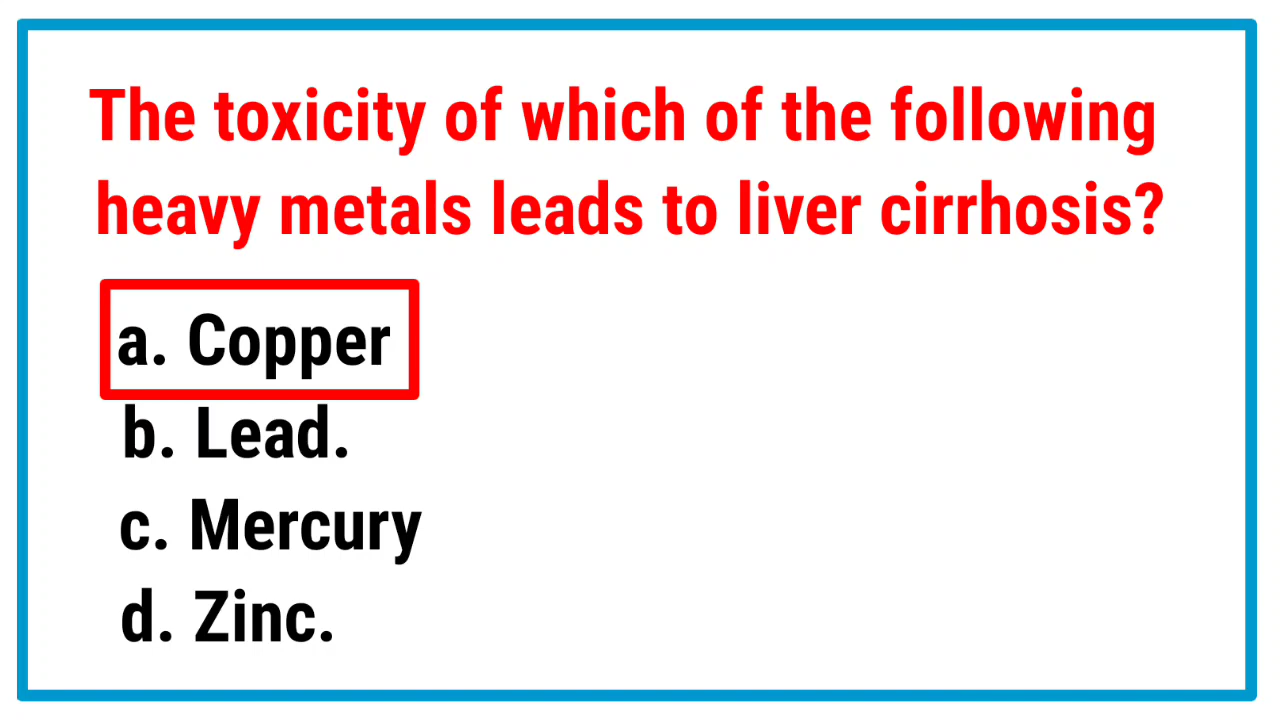 The toxicity of which of the following
heavy metals leads to liver cirrhosis?
a. Copper
b. Lead.
c. Mercury
d. Zinc.